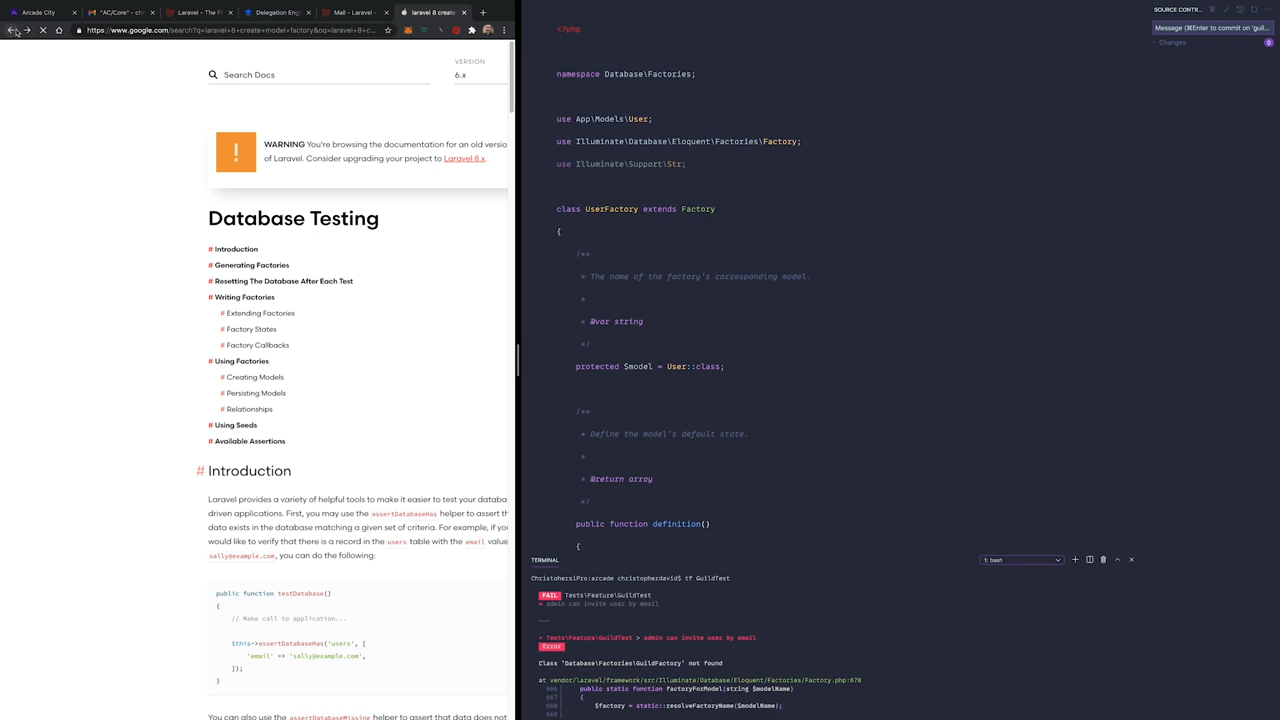 Arcade City
"AC/Core" - ch
Laravel - The P
Delegation Eng
Mail - Laravel
laravel 8 create
https://www.google.com/search?q=laravel+8+create+model+factory&oq=laravel+8+c...
Search Docs
VERSION
6.x
WARNING You're browsing the documentation for an old versio
of Laravel. Consider upgrading your project to Laravel 8.x.
Database Testing
# Introduction
# Generating Factories
# Resetting The Database After Each Test
# Writing Factories
# Extending Factories
# Factory States
# Factory Callbacks
# Using Factories
# Creating Models
# Persisting Models
# Relationships
# Using Seeds
# Available Assertions
# Introduction
Laravel provides a variety of helpful tools to make it easier to test your databa
driven applications. First, you may use the assertDatabaseHas helper to assert th
data exists in the database matching a given set of criteria. For example, if yo
would like to verify that there is a record in the users table with the email value
sally@example.com, you can do the following:
public function testDatabase()
{
// Make call to application...
$this->assertDatabaseHas('users', [
'email' => 'sally@example.com',
]);
}
You can also use the assertDatabaseMissing helper to assert that data does not
<?php
namespace Database\Factories;
use App\Models\User;
use Illuminate\Database\Eloquent\Factories\Factory;
use Illuminate\Support\Str;
class UserFactory extends Factory
{
/**
* The name of the factory's corresponding model.
*
* @var string
*/
protected $model = User::class;
/**
* Define the model's default state.
*
* @return array
*/
public function definition()
{
SOURCE CONTR...
Message (⌘Enter to commit on 'guil...
Changes
0
TERMINAL
1: bash
ChristophersiPro:arcade christopherdavid$ tf GuildTest
FAIL Tests\Feature\GuildTest
⨯ admin can invite user by email
---
• Tests\Feature\GuildTest > admin can invite user by email
Error
Class 'Database\Factories\GuildFactory' not found
at vendor/laravel/framework/src/Illuminate/Database/Eloquent/Factories/Factory.php:670
666 public static function factoryForModel(string $modelName)
667 {
668 $factory = static::resolveFactoryName($modelName);
669